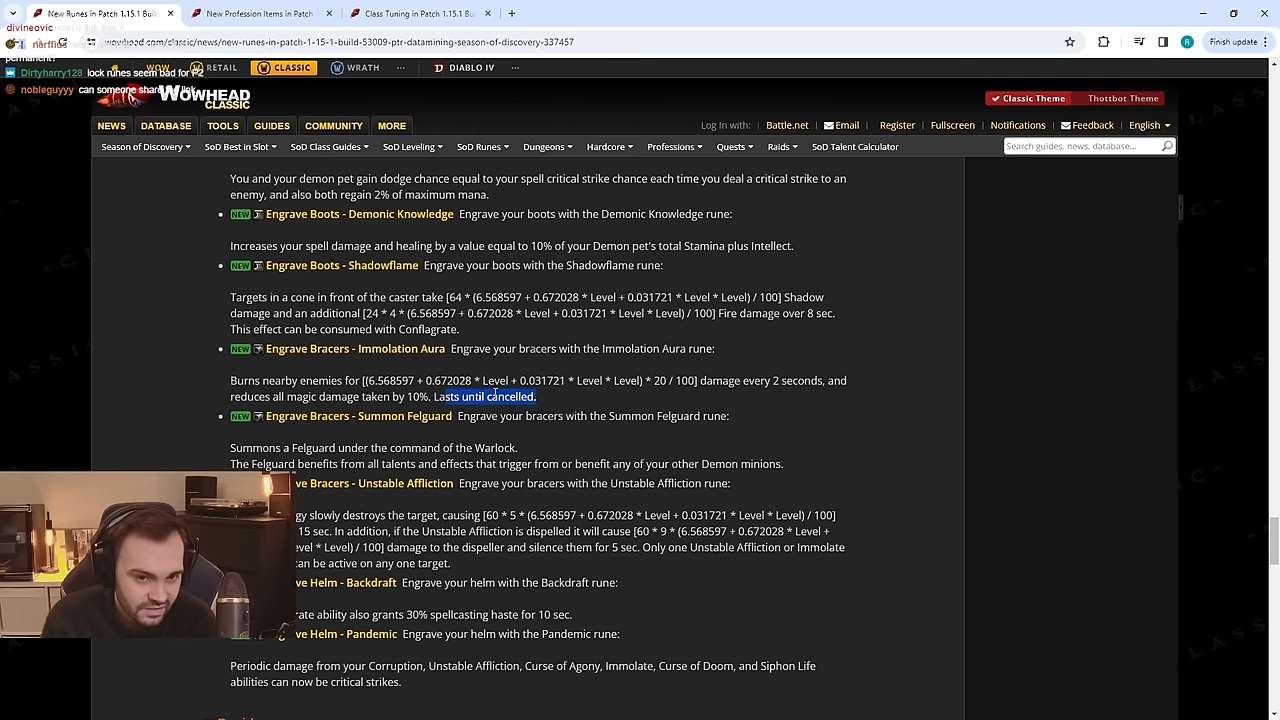 New Runes in Patch 1.15.1 Build
New Profession Items in Patch
Class Tuning in Patch 1.15.1 Bui
divineovic can u link this ?
narffius
wowhead.com/classic/news/new-runes-in-patch-1-15-1-build-53009-ptr-datamining-season-of-discovery-337457
Finish update
permanent?
Dirtyharry128 lock runes seem bad for P2
WOW
RETAIL
CLASSIC
WRATH
DIABLO IV
nobleguyyy can someone share the link
WOWHEAD
CLASSIC
Classic Theme
Thottbot Theme
NEWS
DATABASE
TOOLS
GUIDES
COMMUNITY
MORE
Log In with:
Battle.net
Email
Register
Fullscreen
Notifications
Feedback
English
Season of Discovery
SoD Best in Slot
SoD Class Guides
SoD Leveling
SoD Runes
Dungeons
Hardcore
Professions
Quests
Raids
SoD Talent Calculator
Search guides, news, database...
You and your demon pet gain dodge chance equal to your spell critical strike chance each time you deal a critical strike to an
enemy, and also both regain 2% of maximum mana.
NEW Engrave Boots - Demonic Knowledge Engrave your boots with the Demonic Knowledge rune:
Increases your spell damage and healing by a value equal to 10% of your Demon pet's total Stamina plus Intellect.
NEW Engrave Boots - Shadowflame Engrave your boots with the Shadowflame rune:
Targets in a cone in front of the caster take [64 * (6.568597 + 0.672028 * Level + 0.031721 * Level * Level) / 100] Shadow
damage and an additional [24 * 4 * (6.568597 + 0.672028 * Level + 0.031721 * Level * Level) / 100] Fire damage over 8 sec.
This effect can be consumed with Conflagrate.
NEW Engrave Bracers - Immolation Aura Engrave your bracers with the Immolation Aura rune:
Burns nearby enemies for [(6.568597 + 0.672028 * Level + 0.031721 * Level * Level) * 20 / 100] damage every 2 seconds, and
reduces all magic damage taken by 10%. Lasts until cancelled.
NEW Engrave Bracers - Summon Felguard Engrave your bracers with the Summon Felguard rune:
Summons a Felguard under the command of the Warlock.
The Felguard benefits from all talents and effects that trigger from or benefit any of your other Demon minions.
ve Bracers - Unstable Affliction Engrave your bracers with the Unstable Affliction rune:
gy slowly destroys the target, causing [60 * 5 * (6.568597 + 0.672028 * Level + 0.031721 * Level * Level) / 100]
15 sec. In addition, if the Unstable Affliction is dispelled it will cause [60 * 9 * (6.568597 + 0.672028 * Level +
evel * Level) / 100] damage to the dispeller and silence them for 5 sec. Only one Unstable Affliction or Immolate
can be active on any one target.
ve Helm - Backdraft Engrave your helm with the Backdraft rune:
rate ability also grants 30% spellcasting haste for 10 sec.
ve Helm - Pandemic Engrave your helm with the Pandemic rune:
Periodic damage from your Corruption, Unstable Affliction, Curse of Agony, Immolate, Curse of Doom, and Siphon Life
abilities can now be critical strikes.